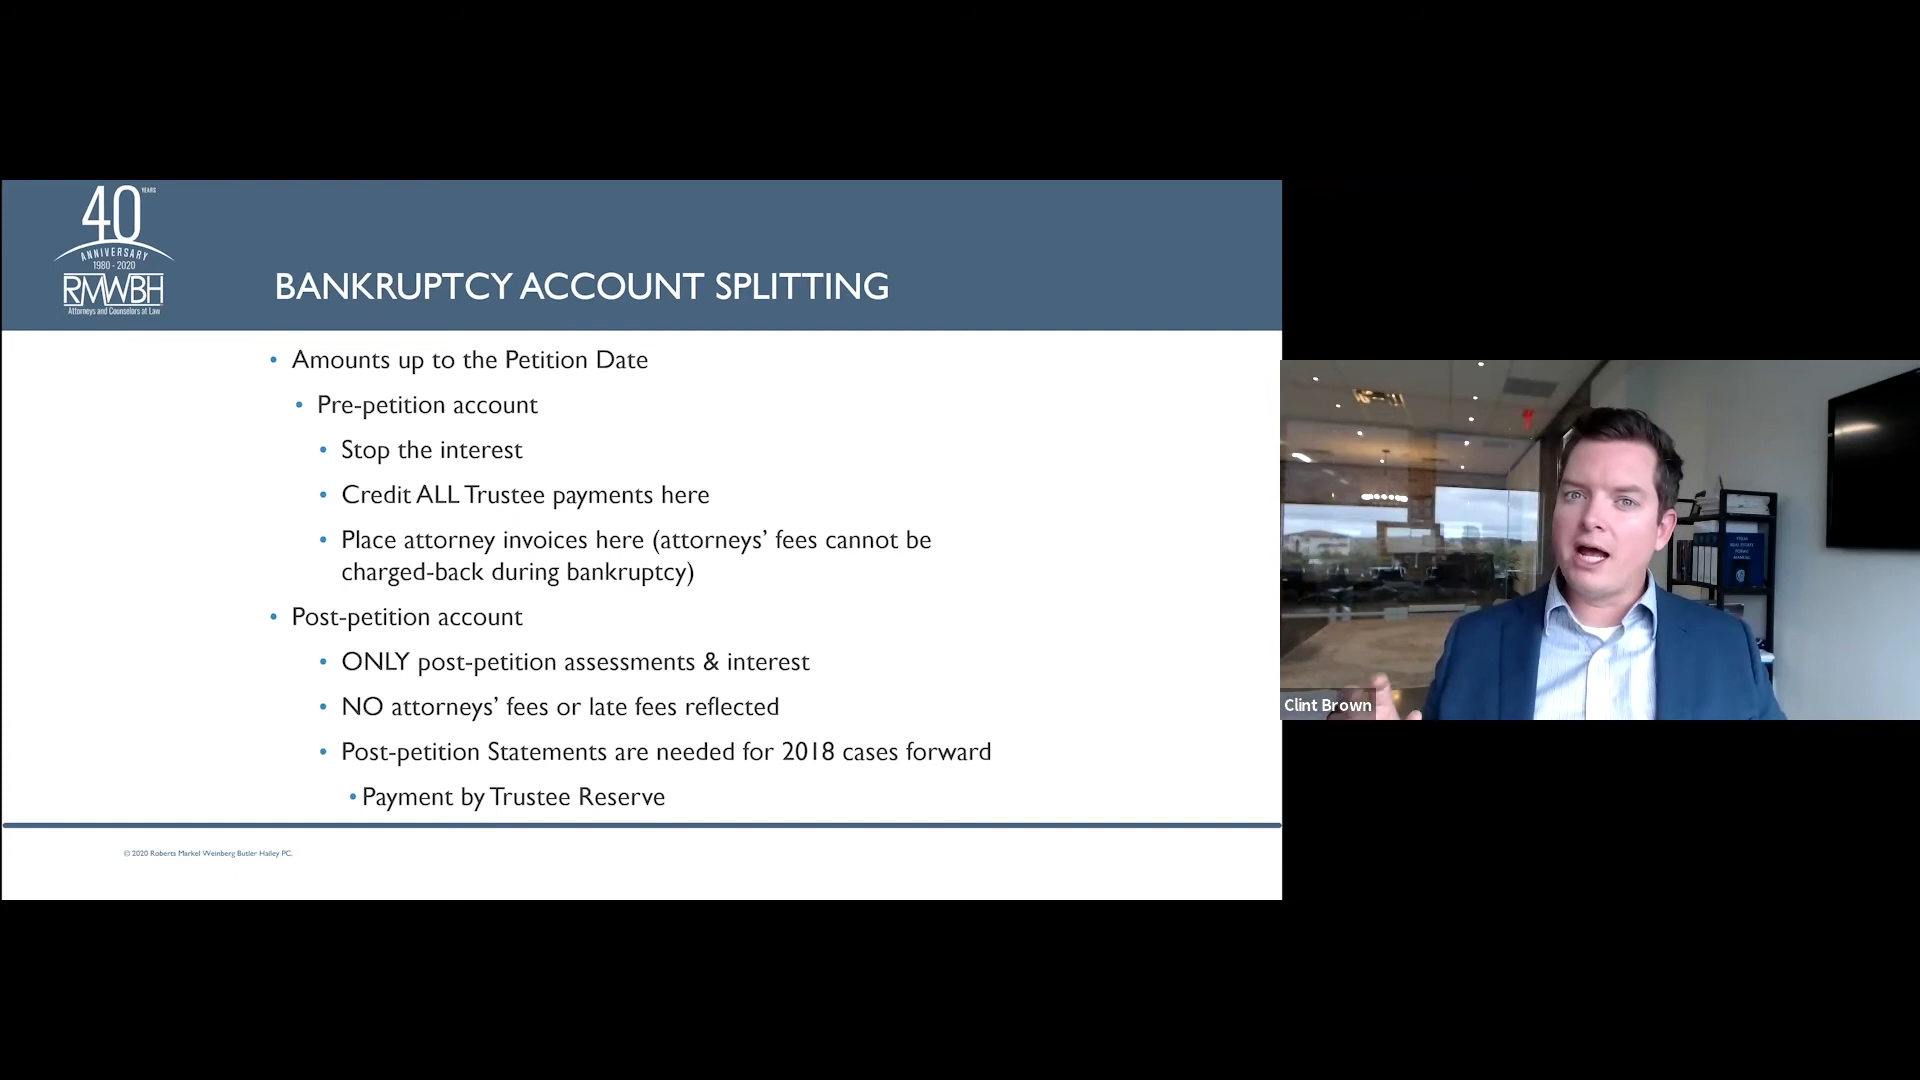 40 YEARS
ANNIVERSARY
1980 - 2020
RMWBH
Attorneys and Counselors at Law
BANKRUPTCY ACCOUNT SPLITTING
• Amounts up to the Petition Date
• Pre-petition account
• Stop the interest
• Credit ALL Trustee payments here
• Place attorney invoices here (attorneys' fees cannot be
charged-back during bankruptcy)
• Post-petition account
• ONLY post-petition assessments & interest
• NO attorneys' fees or late fees reflected
• Post-petition Statements are needed for 2018 cases forward
• Payment by Trustee Reserve
© 2020 Roberts Markel Weinberg Butler Hailey PC.
Clint Brown